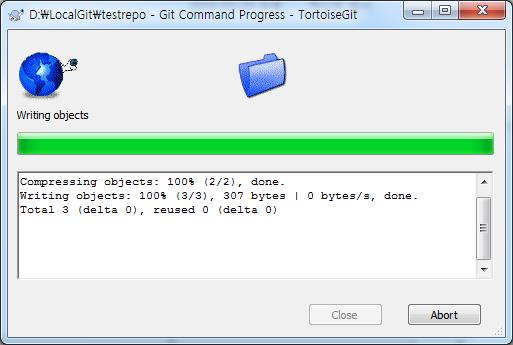 D:₩LocalGit₩testrepo - Git Command Progress - TortoiseGit
Writing objects
Compressing objects: 100% (2/2), done.
Writing objects: 100% (3/3), 307 bytes | 0 bytes/s, done.
Total 3 (delta 0), reused 0 (delta 0)
Close
Abort